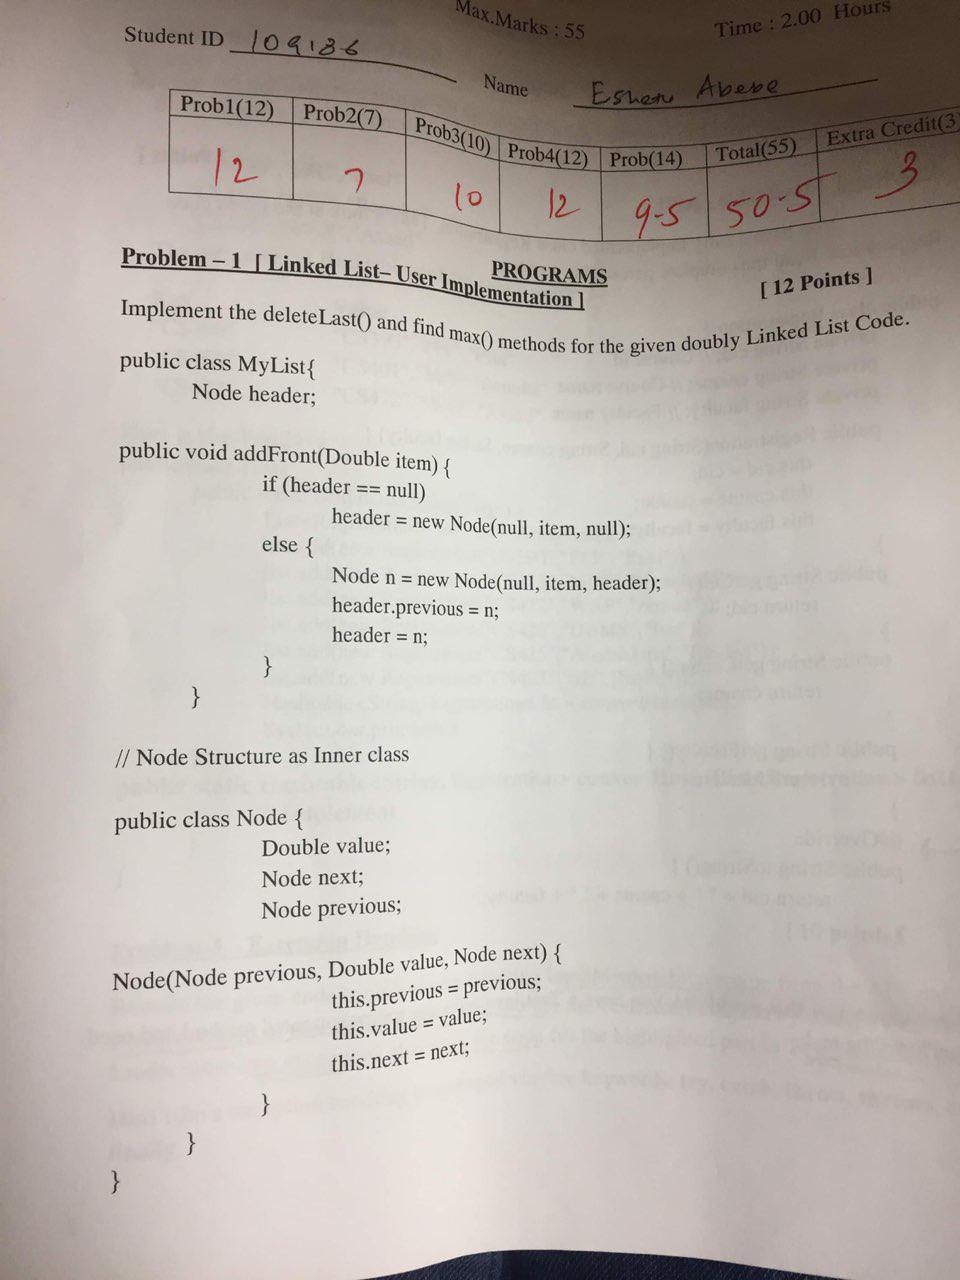 Max.Marks : 55 Time : 2.00 Hours
Student ID 109186 Name Eshen Abebe
Prob1(12) Prob2(7) Prob3(10) Prob4(12) Prob(14) Total(55) Extra Credit(3
12 7 10 12 9-5 50-5 3
PROGRAMS
Problem – 1 [ Linked List– User Implementation ] [ 12 Points ]
Implement the deleteLast() and find max() methods for the given doubly Linked List Code.
public class MyList{
Node header;
public void addFront(Double item) {
if (header == null)
header = new Node(null, item, null);
else {
Node n = new Node(null, item, header);
header.previous = n;
header = n;
}
}
// Node Structure as Inner class
public class Node {
Double value;
Node next;
Node previous;
Node(Node previous, Double value, Node next) {
this.previous = previous;
this.value = value;
this.next = next;
}
}
}